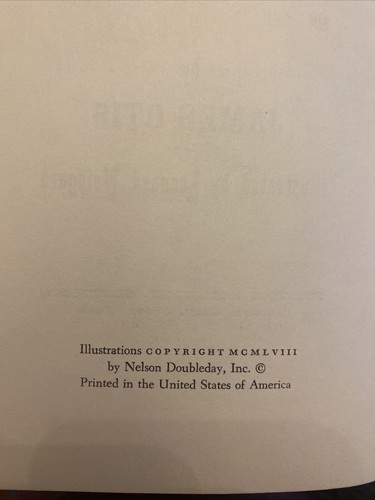 Illustrations COPYRIGHT MCMLVIII
by Nelson Doubleday, Inc. ©
Printed in the United States of America